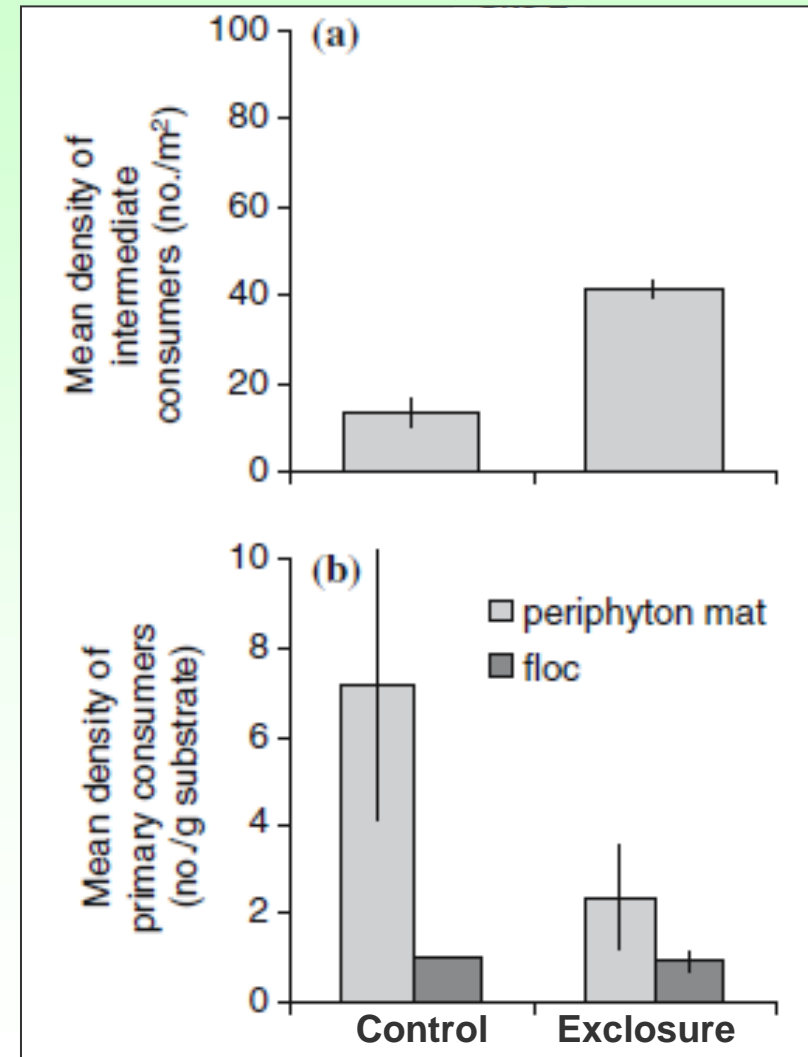 (a)
Mean density of
intermediate
consumers (no./m²)
100
80
60
40
20
0
(b)
Mean density of
primary consumers
(no./g substrate)
10
8
6
4
2
0
periphyton mat
floc
Control Exclosure